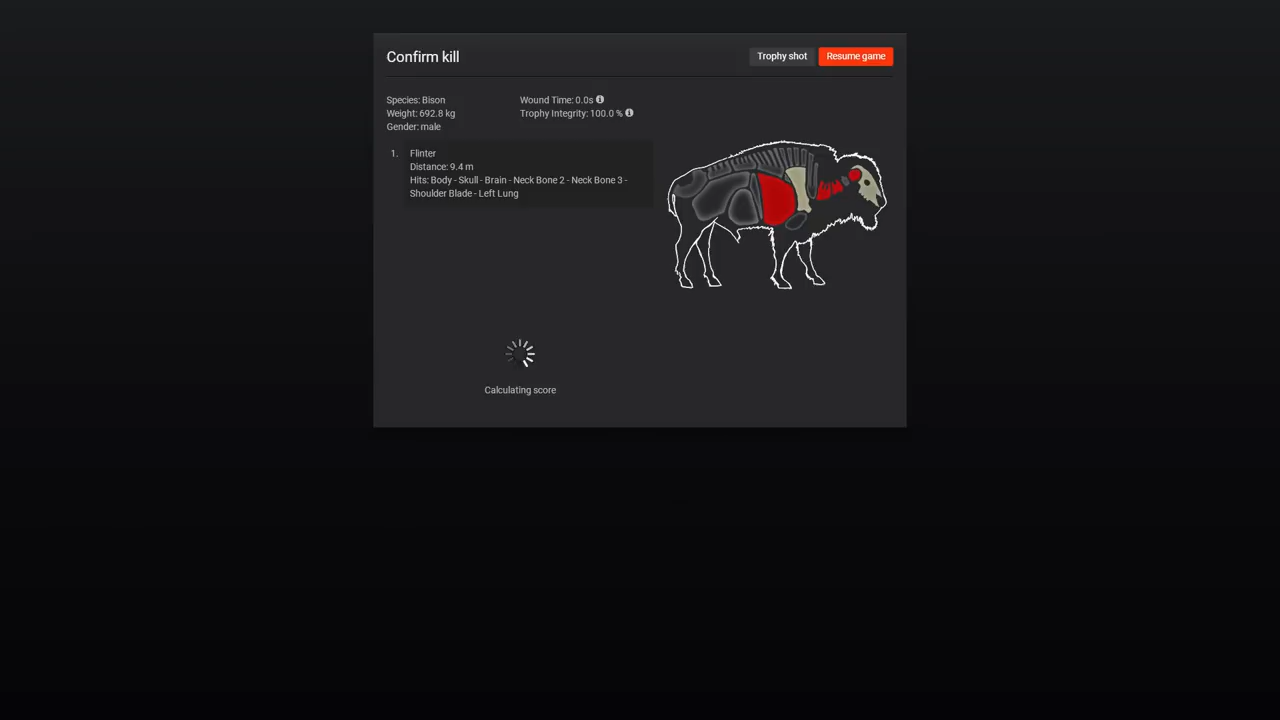 Confirm kill
Trophy shot
Resume game
Species: Bison
Weight: 692.8 kg
Gender: male
Wound Time: 0.0s
Trophy Integrity: 100.0 %
1.
Flinter
Distance: 9.4 m
Hits: Body - Skull - Brain - Neck Bone 2 - Neck Bone 3 -
Shoulder Blade - Left Lung
Calculating score